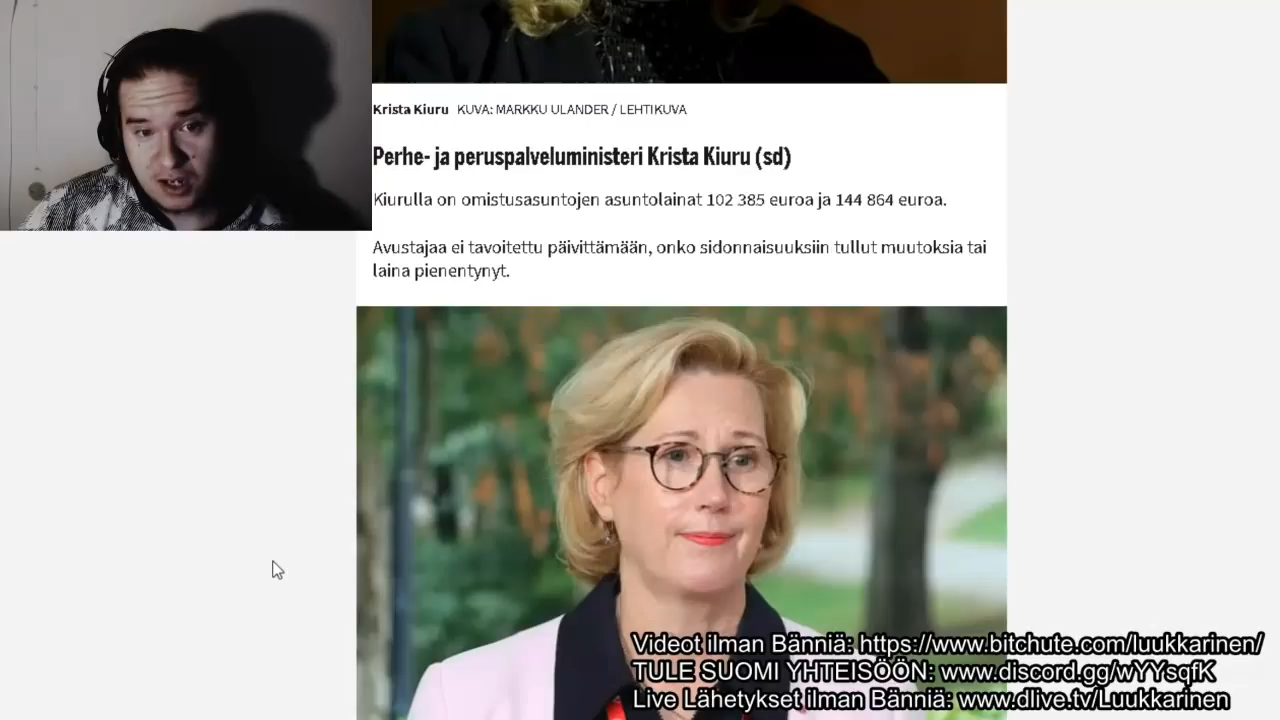 Krista Kiuru KUVA: MARKKU ULANDER / LEHTIKUVA
Perhe- ja peruspalveluministeri Krista Kiuru (sd)
Kiurulla on omistusasuntojen asuntolainat 102 385 euroa ja 144 864 euroa.
Avustajaa ei tavoitettu päivittämään, onko sidonnaisuuksiin tullut muutoksia tai
laina pienentynyt.
Videot ilman Bänniä: https://www.bitchute.com/luukkarinen/
TULE SUOMI YHTEISÖÖN: www.discord.gg/wYYsqfK
Live Lähetykset ilman Bänniä: www.dlive.tv/Luukkarinen